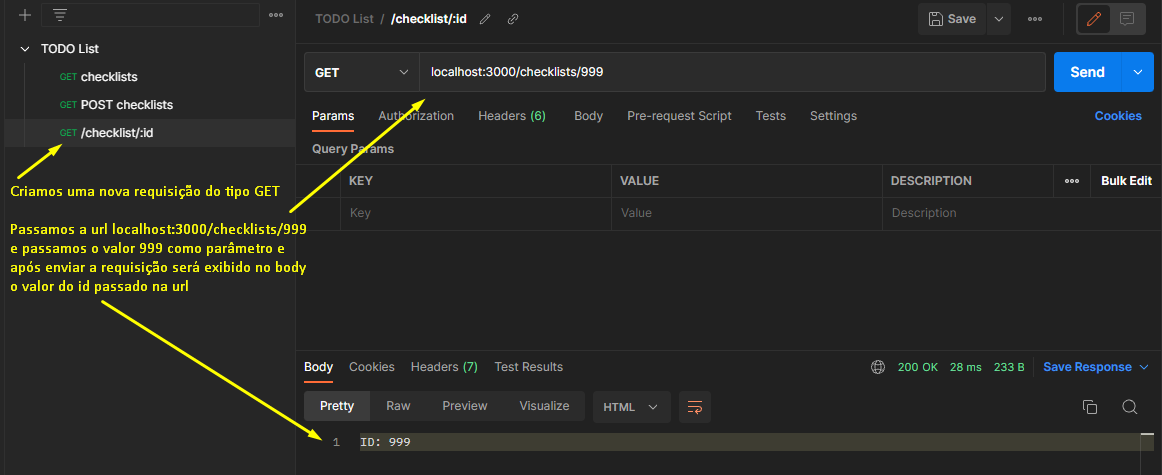 TODO List / /checklist/:id
Save
TODO List
GET checklists
GET POST checklists
GET /checklist/:id
GET
localhost:3000/checklists/999
Send
Params
Authorization
Headers (6)
Body
Pre-request Script
Tests
Settings
Cookies
Query Params
KEY
VALUE
DESCRIPTION
Bulk Edit
Key
Value
Description
Criamos uma nova requisição do tipo GET
Passamos a url localhost:3000/checklists/999
e passamos o valor 999 como parâmetro e
após enviar a requisição será exibido no body
o valor do id passado na url
Body
Cookies
Headers (7)
Test Results
200 OK
28 ms
233 B
Save Response
Pretty
Raw
Preview
Visualize
HTML
1
ID: 999